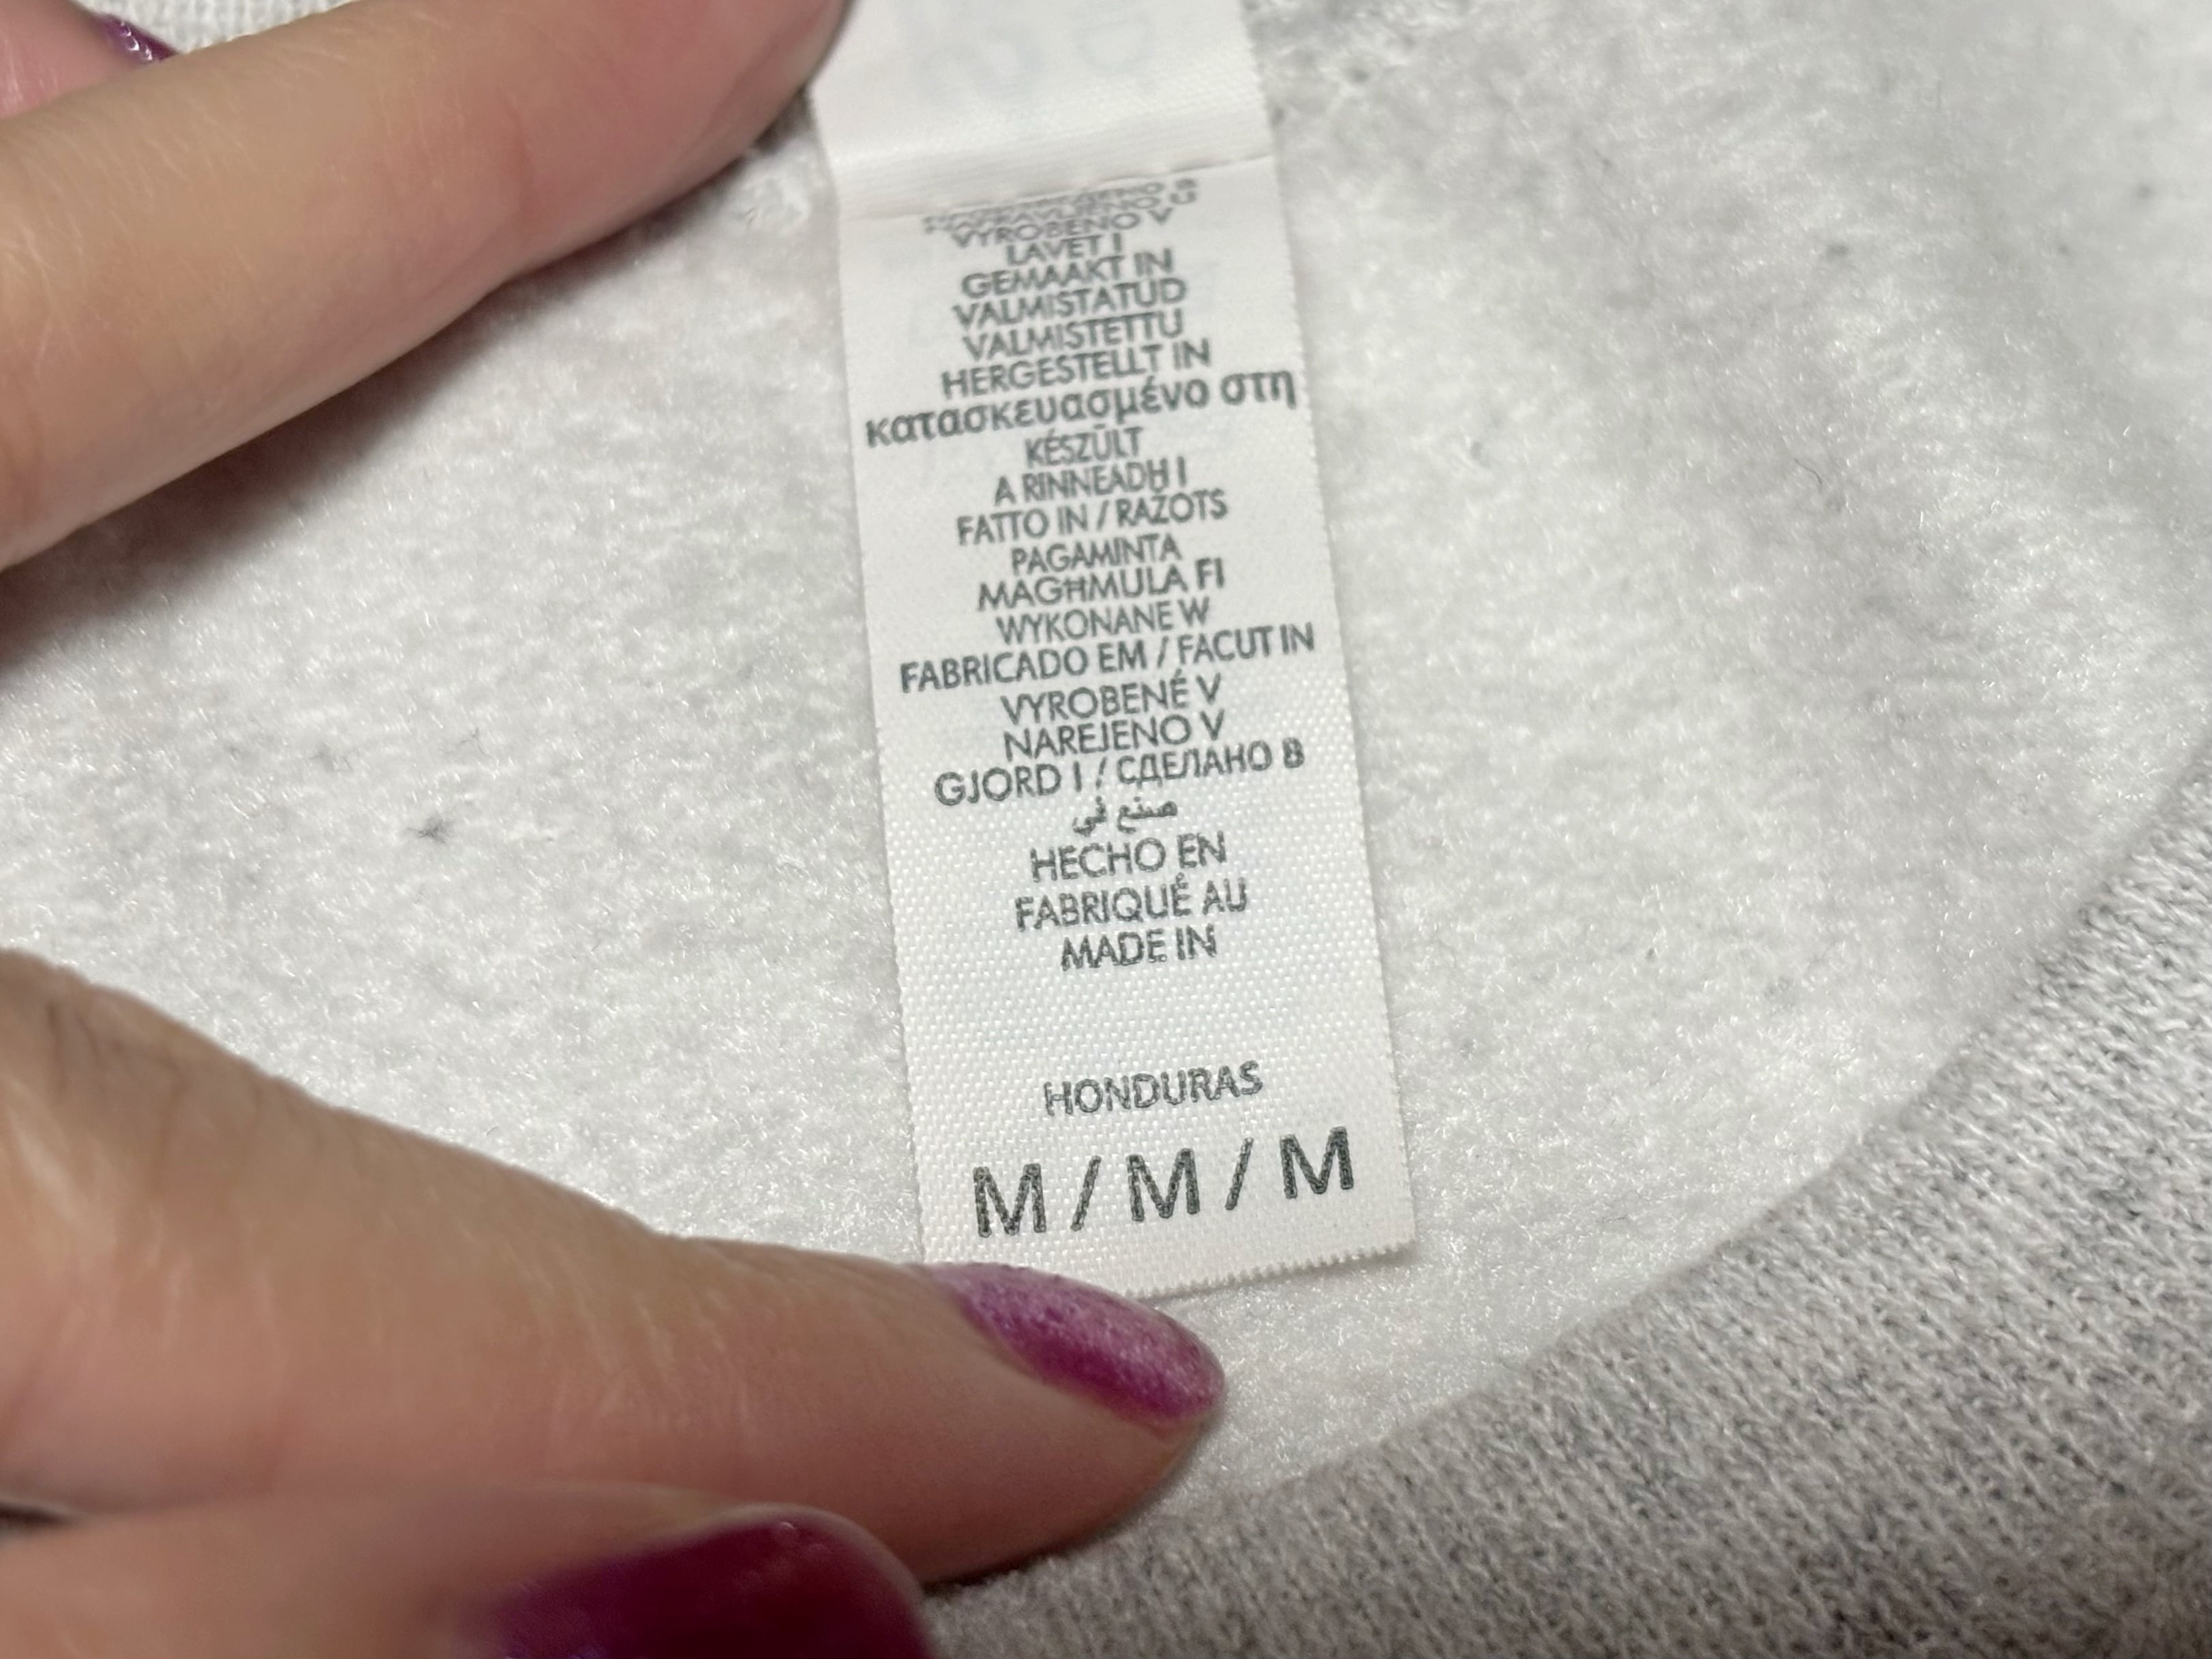 VYROBENO V
LAVET I
GEMAAKT IN
VALMISTATUD
VALMISTETTU
HERGESTELLT IN
κατασκευασμένο στη
KÉSZÜLT
A RINNEADH I
FATTO IN / RAŽOTS
PAGAMINTA
MAGĦMULA FI
WYKONANE W
FABRICADO EM / FACUT IN
VYROBENÉ V
NAREJENO V
GJORD I / СДЕЛАНО В
صنع في
HECHO EN
FABRIQUÉ AU
MADE IN
HONDURAS
M / M / M